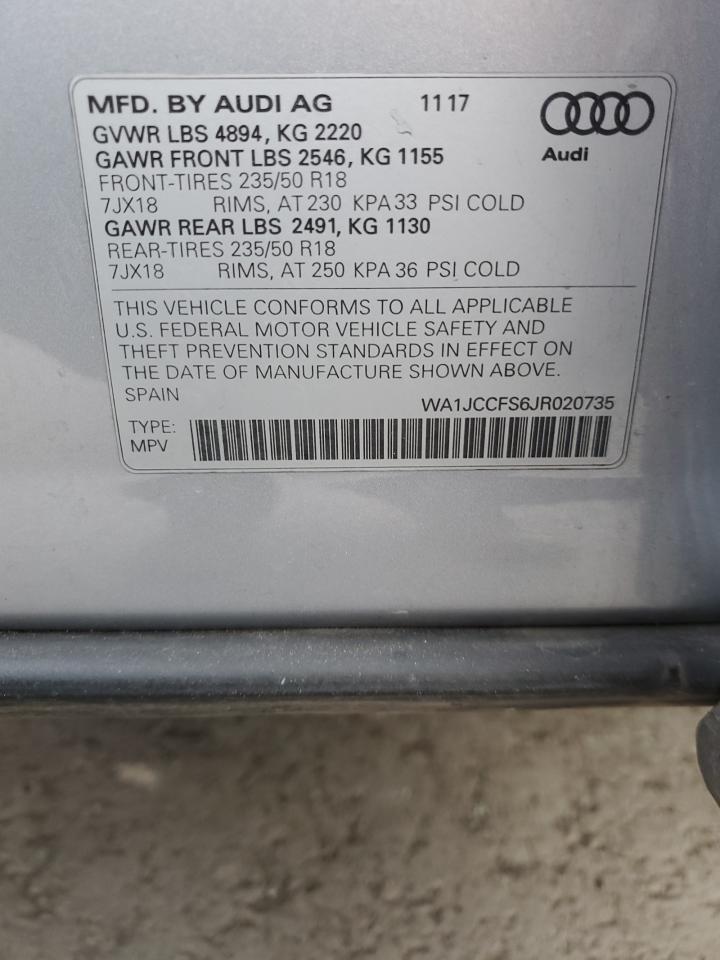 MFD. BY AUDI AG 11 17
GVWR LBS 4894, KG 2220
GAWR FRONT LBS 2546, KG 1155
Audi
FRONT-TIRES 235/50 R18
7JX18 RIMS, AT 230 KPA 33 PSI COLD
GAWR REAR LBS 2491, KG 1130
REAR-TIRES 235/50 R18
7JX18 RIMS, AT 250 KPA 36 PSI COLD
THIS VEHICLE CONFORMS TO ALL APPLICABLE
U.S. FEDERAL MOTOR VEHICLE SAFETY AND
THEFT PREVENTION STANDARDS IN EFFECT ON
THE DATE OF MANUFACTURE SHOWN ABOVE.
SPAIN
WA1JCCFS6JR020735
TYPE:
MPV